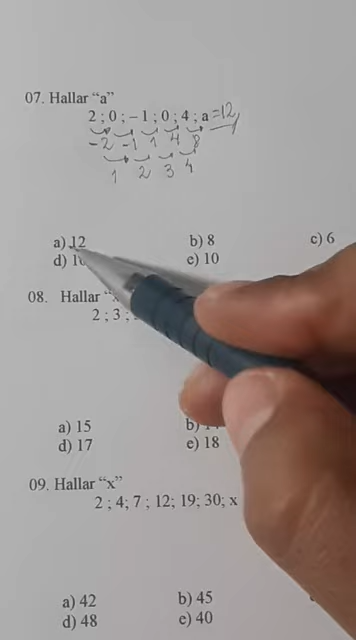 07. Hallar "a"
2 ; 0 ; – 1 ; 0 ; 4 ; a = 12
-2 -1 1 4 8
1 2 3 4
a) 12 b) 8 c) 6
d) e) 10
08. Hallar
2 ; 3 ;
a) 15 b)
d) 17 e) 18
09. Hallar "x"
2 ; 4; 7 ; 12; 19; 30; x
a) 42 b) 45
d) 48 e) 40